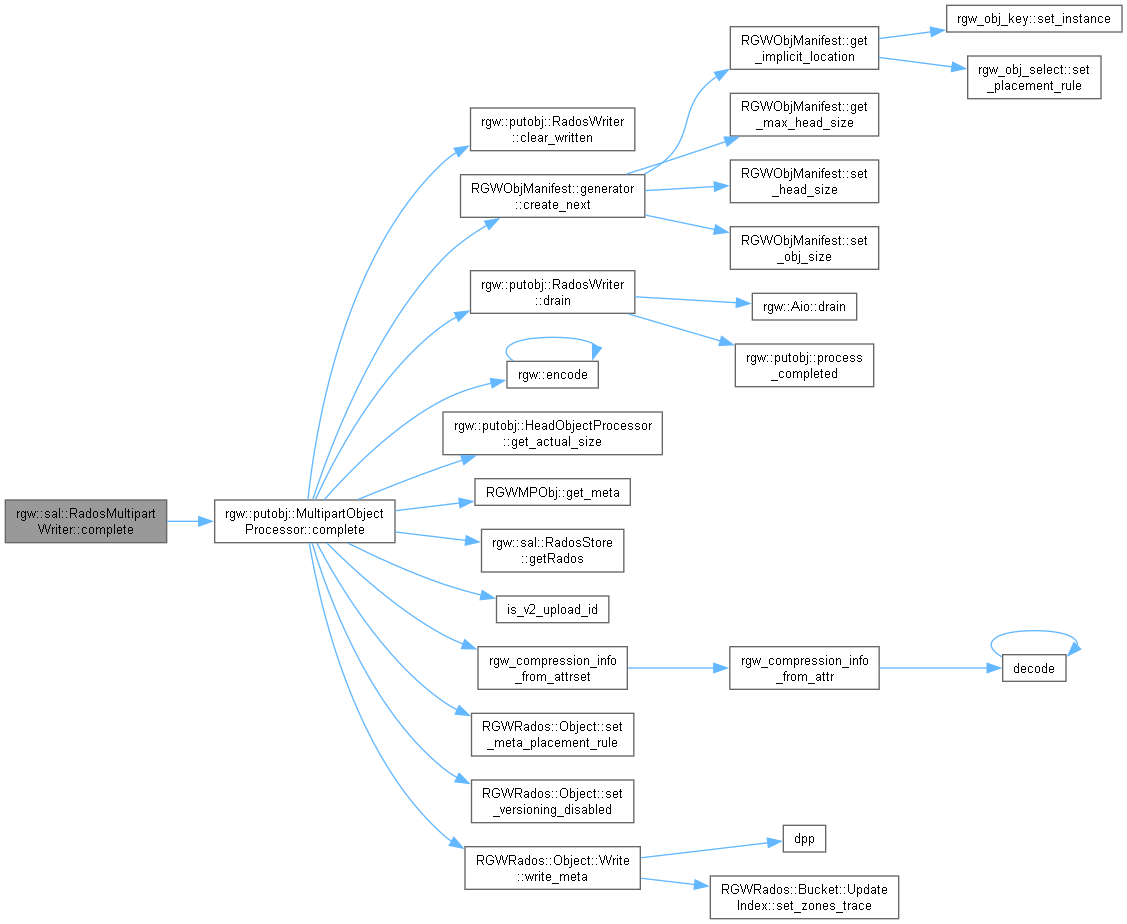 rgw::sal::RadosMultipart
Writer::complete
rgw::putobj::MultipartObject
Processor::complete
rgw::putobj::RadosWriter
::clear_written
RGWObjManifest::generator
::create_next
RGWObjManifest::get
_implicit_location
rgw_obj_key::set_instance
rgw_obj_select::set
_placement_rule
RGWObjManifest::get
_max_head_size
RGWObjManifest::set
_head_size
RGWObjManifest::set
_obj_size
rgw::putobj::RadosWriter
::drain
rgw::Aio::drain
rgw::putobj::process
_completed
rgw::encode
rgw::putobj::HeadObjectProcessor
::get_actual_size
RGWMPObj::get_meta
rgw::sal::RadosStore
::getRados
is_v2_upload_id
rgw_compression_info
_from_attrset
rgw_compression_info
_from_attr
decode
RGWRados::Object::set
_meta_placement_rule
RGWRados::Object::set
_versioning_disabled
RGWRados::Object::Write
::write_meta
dpp
RGWRados::Bucket::Update
Index::set_zones_trace